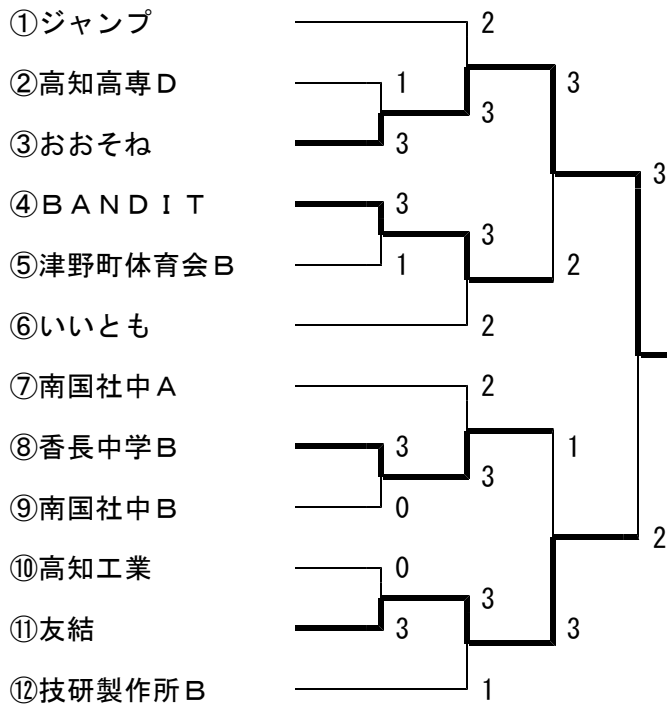 ①ジャンプ 2
②高知高専Ｄ 1 3
3
③おおそね 3
3
④ＢＡＮＤＩＴ 3
3
⑤津野町体育会Ｂ 1 2
⑥いいとも 2
⑦南国社中Ａ 2
⑧香長中学Ｂ 3 1
3
⑨南国社中Ｂ 0
2
⑩高知工業 0
3
⑪友結 3 3
⑫技研製作所Ｂ 1